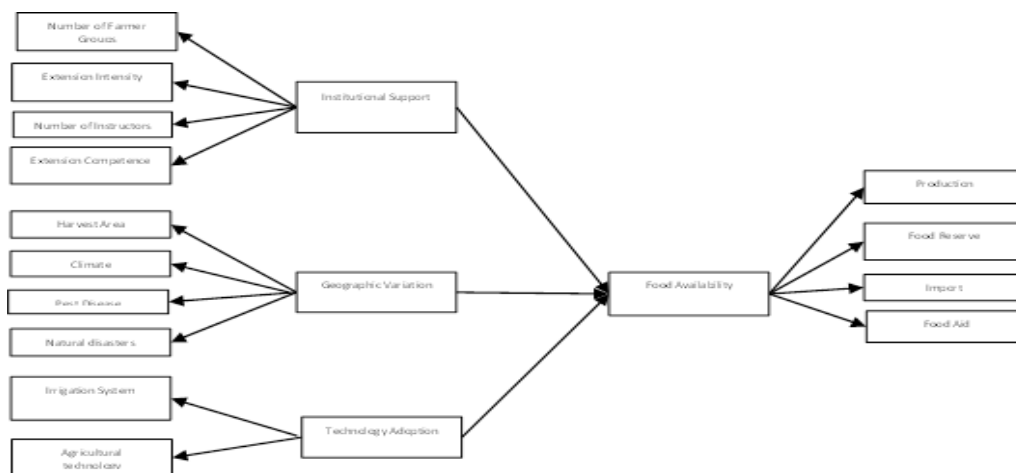 Number of Farmer
Groups
Extension Intensity
Number of Instructors
Extension Competence
Harvest Area
Climate
Pest Disease
Natural disasters
Irrigation System
Agricultural
technology
Institutional Support
Geographic Variation
Technology Adoption
Food Availability
Production
Food Reserve
Import
Food Aid